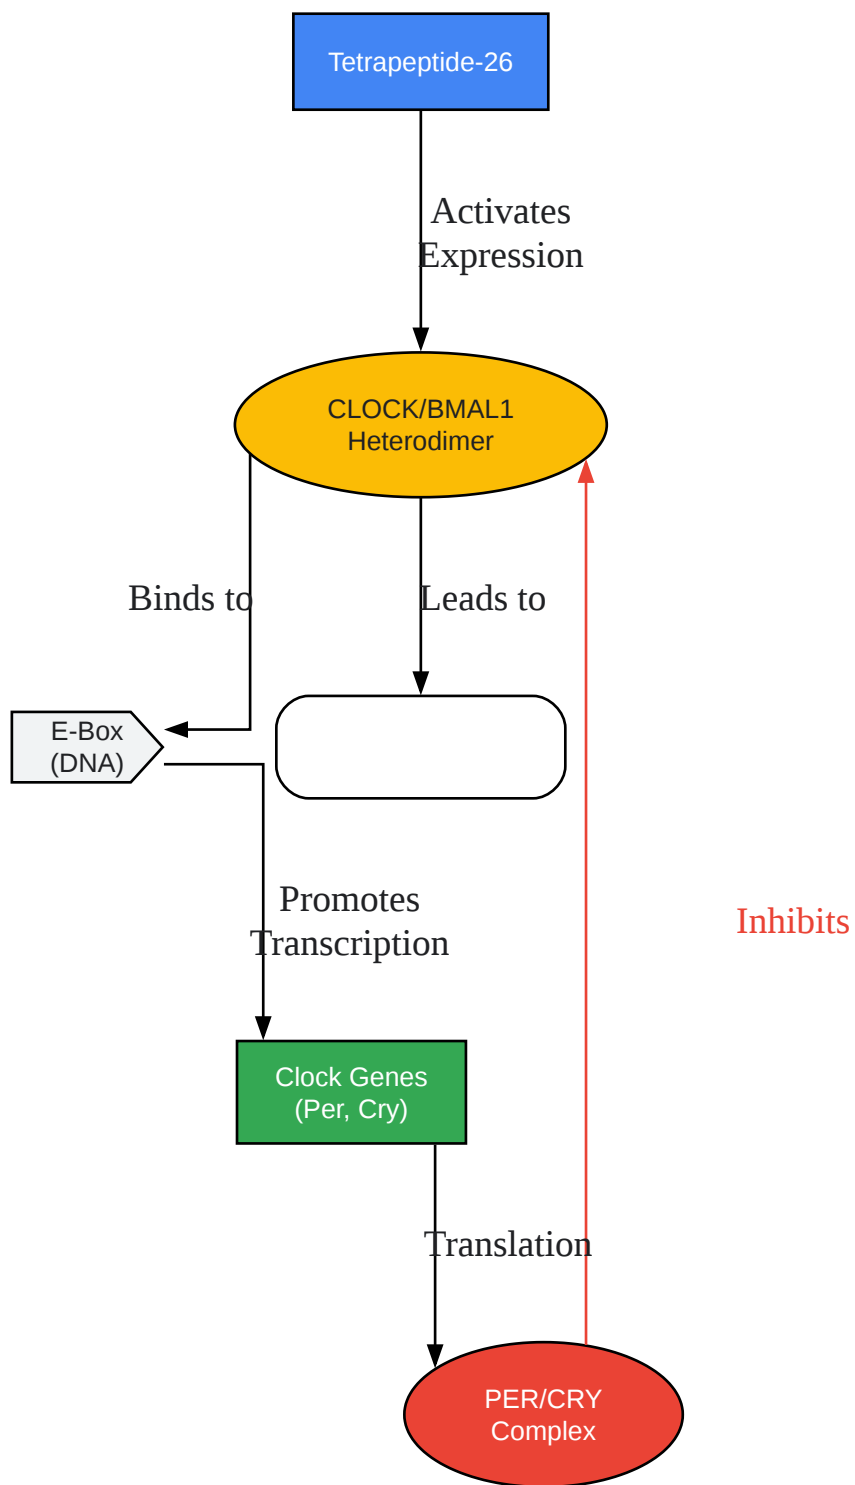 Tetrapeptide-26
Activates
Expression
CLOCK/BMAL1
Heterodimer
Binds to
Leads to
E-Box
(DNA)
Promotes
Transcription
Inhibits
Clock Genes
(Per, Cry)
Translation
PER/CRY
Complex